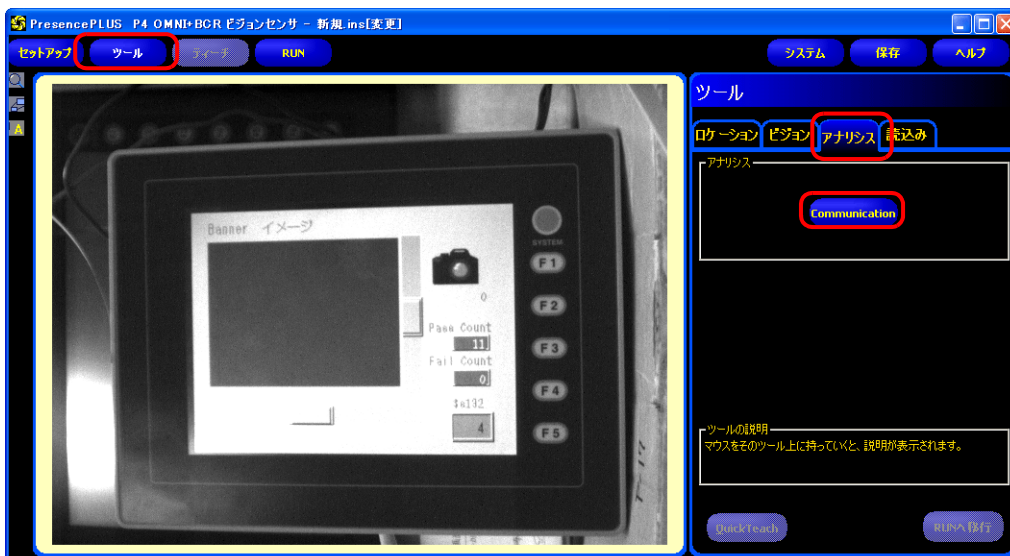 PresencePLUS P4 OMNI+BCR ビジョンセンサ - 新規.ins[変更]
セットアップ ツール ティーチ RUN システム 保存 ヘルプ
ツール
ロケーション ビジョン アナリシス 読込み
アナリシス
Communication
A
Banner イメージ
SYSTEM
F1
0
F2
Pass Count
11
F3
Fail Count
0
F4
$s132
4
F5
ツールの説明
マウスをそのツール上に持っていくと、説明が表示されます。
QuickTeach RUNへ移行